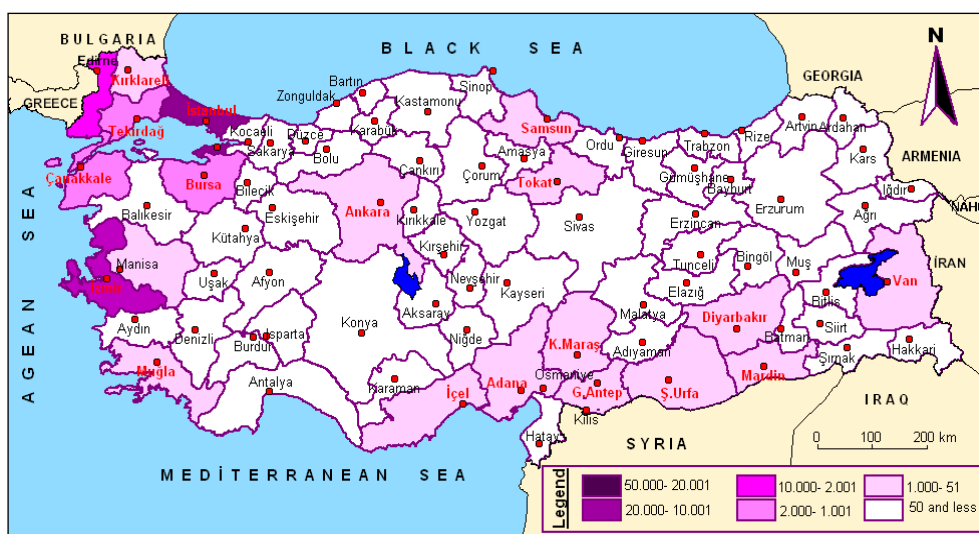 BULGARIA
BLACK SEA
N
Edirne
Kırklareli
GREECE
İstanbul
Tekirdağ
Zonguldak
Bartın
Kastamonu
Sinop
Karabük
Kocaeli
Sakarya
Düzce
Bolu
Çankırı
Samsun
Amasya
Çorum
Tokat
Ordu
Giresun
Trabzon
Rize
GEORGIA
Artvin
Ardahan
Kars
ARMENIA
Gümüşhane
Bayburt
Iğdır
NAH
Çanakkale
Bursa
Bilecik
Balıkesir
Eskişehir
Kütahya
Ankara
Kırıkkale
Yozgat
Kırşehir
Sivas
Erzincan
Erzurum
Ağrı
İRAN
AGEAN SEA
Manisa
İzmir
Uşak
Afyon
Nevşehir
Kayseri
Tunceli
Bingöl
Muş
Elazığ
Bitlis
Van
Aydın
Denizli
Burdur
Isparta
Konya
Aksaray
Niğde
Malatya
Adıyaman
Diyarbakır
Batman
Siirt
Şırnak
Hakkari
Muğla
Antalya
Karaman
İçel
Adana
K.Maraş
Osmaniye
G.Antep
Ş.Urfa
Mardin
Kilis
Hatay
IRAQ
SYRIA
MEDİTERRANEAN SEA
0 100 200 km
Legend
50.000- 20.001
10.000- 2.001
1.000- 51
20.000- 10.001
2.000- 1.001
50 and less